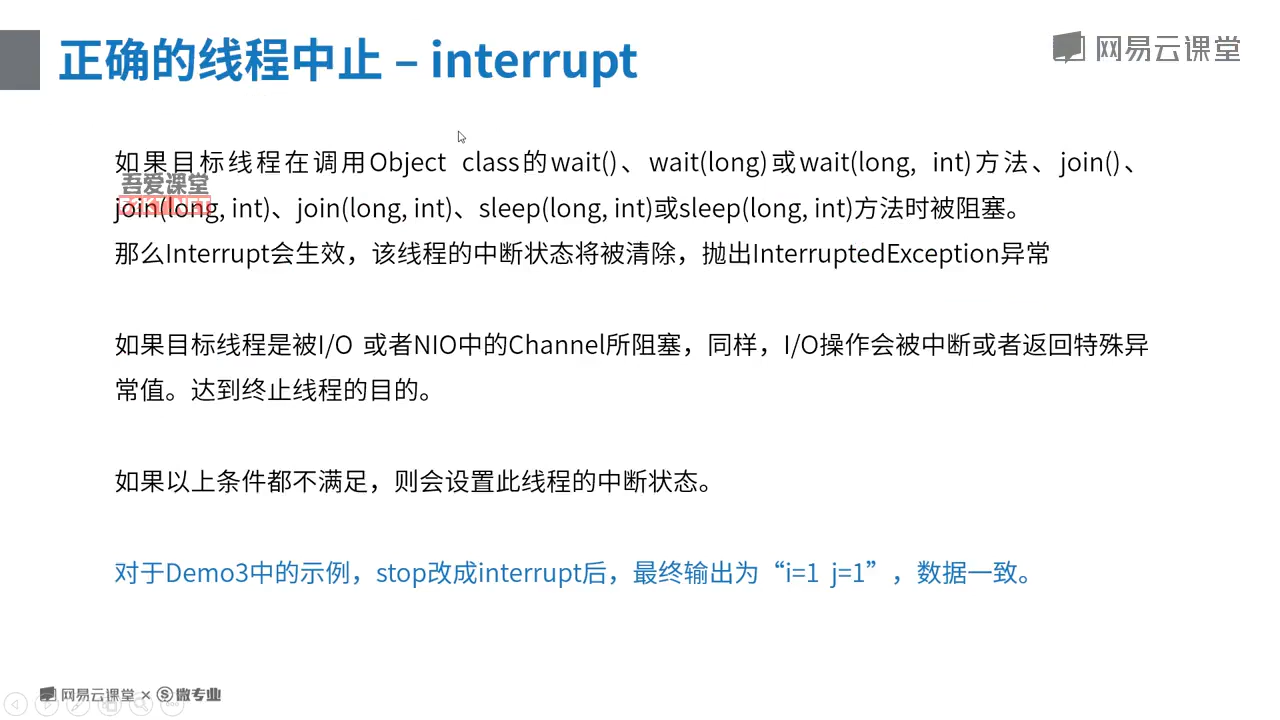 正确的线程中止 – interrupt
网易云课堂
如果目标线程在调用Object class的wait()、wait(long)或wait(long, int)方法、join()、
吾爱课堂
join(long, int)、join(long, int)、sleep(long, int)或sleep(long, int)方法时被阻塞。
那么Interrupt会生效，该线程的中断状态将被清除，抛出InterruptedException异常
如果目标线程是被I/O 或者NIO中的Channel所阻塞，同样，I/O操作会被中断或者返回特殊异
常值。达到终止线程的目的。
如果以上条件都不满足，则会设置此线程的中断状态。
对于Demo3中的示例，stop改成interrupt后，最终输出为“i=1 j=1”，数据一致。
网易云课堂 × S 微专业